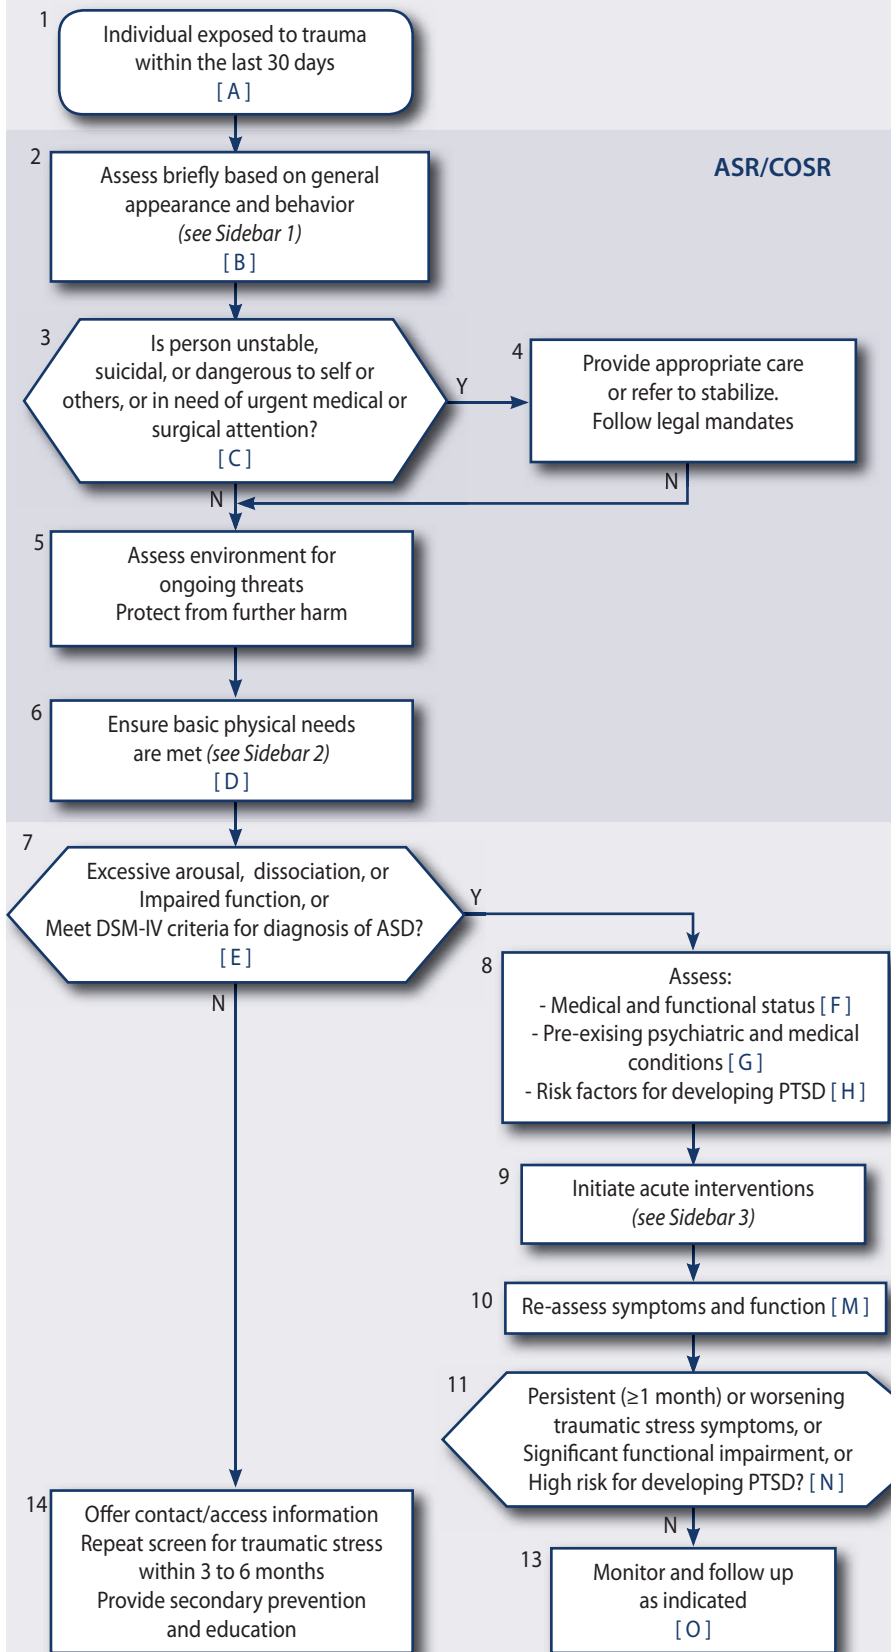 1
Individual exposed to trauma
within the last 30 days
[ A ]
2
ASR/COSR
Assess briefly based on general
appearance and behavior
(see Sidebar 1)
[ B ]
3
Is person unstable,
suicidal, or dangerous to self or
others, or in need of urgent medical or
surgical attention?
[ C ]
Y
4
Provide appropriate care
or refer to stabilize.
Follow legal mandates
N
N
5
Assess environment for
ongoing threats
Protect from further harm
6
Ensure basic physical needs
are met (see Sidebar 2)
[ D ]
7
Excessive arousal, dissociation, or
Impaired function, or
Meet DSM-IV criteria for diagnosis of ASD?
[ E ]
Y
N
8
Assess:
- Medical and functional status [ F ]
- Pre-exising psychiatric and medical
conditions [ G ]
- Risk factors for developing PTSD [ H ]
9
Initiate acute interventions
(see Sidebar 3)
10
Re-assess symptoms and function [ M ]
11
Persistent (≥1 month) or worsening
traumatic stress symptoms, or
Significant functional impairment, or
High risk for developing PTSD? [ N ]
N
14
Offer contact/access information
Repeat screen for traumatic stress
within 3 to 6 months
Provide secondary prevention
and education
13
Monitor and follow up
as indicated
[ O ]